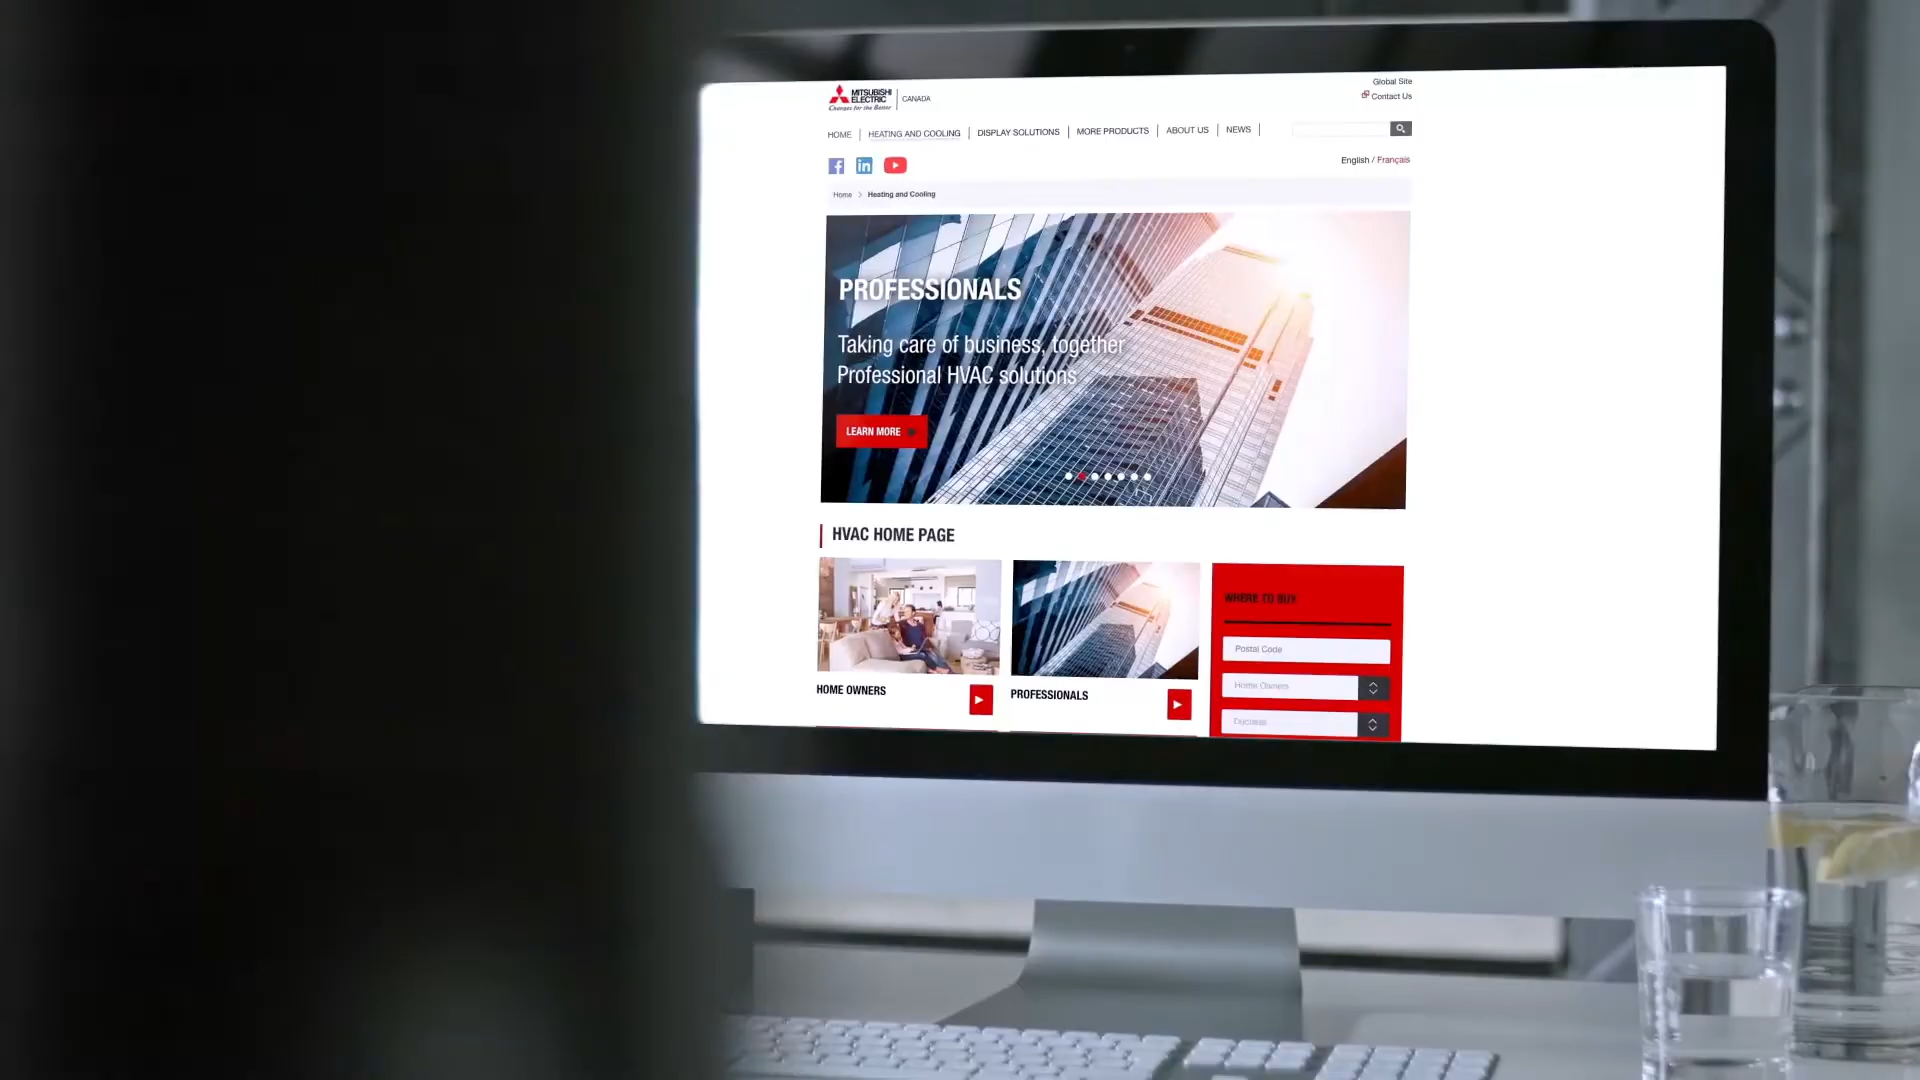 Global Site
MITSUBISHI
ELECTRIC
Changes for the Better
CANADA
Contact Us
HOME
HEATING AND COOLING
DISPLAY SOLUTIONS
MORE PRODUCTS
ABOUT US
NEWS
English / Français
Home > Heating and Cooling
PROFESSIONALS
Taking care of business, together
Professional HVAC solutions
LEARN MORE
HVAC HOME PAGE
WHERE TO BUY
Postal Code
Home Owners
Ductless
HOME OWNERS
PROFESSIONALS